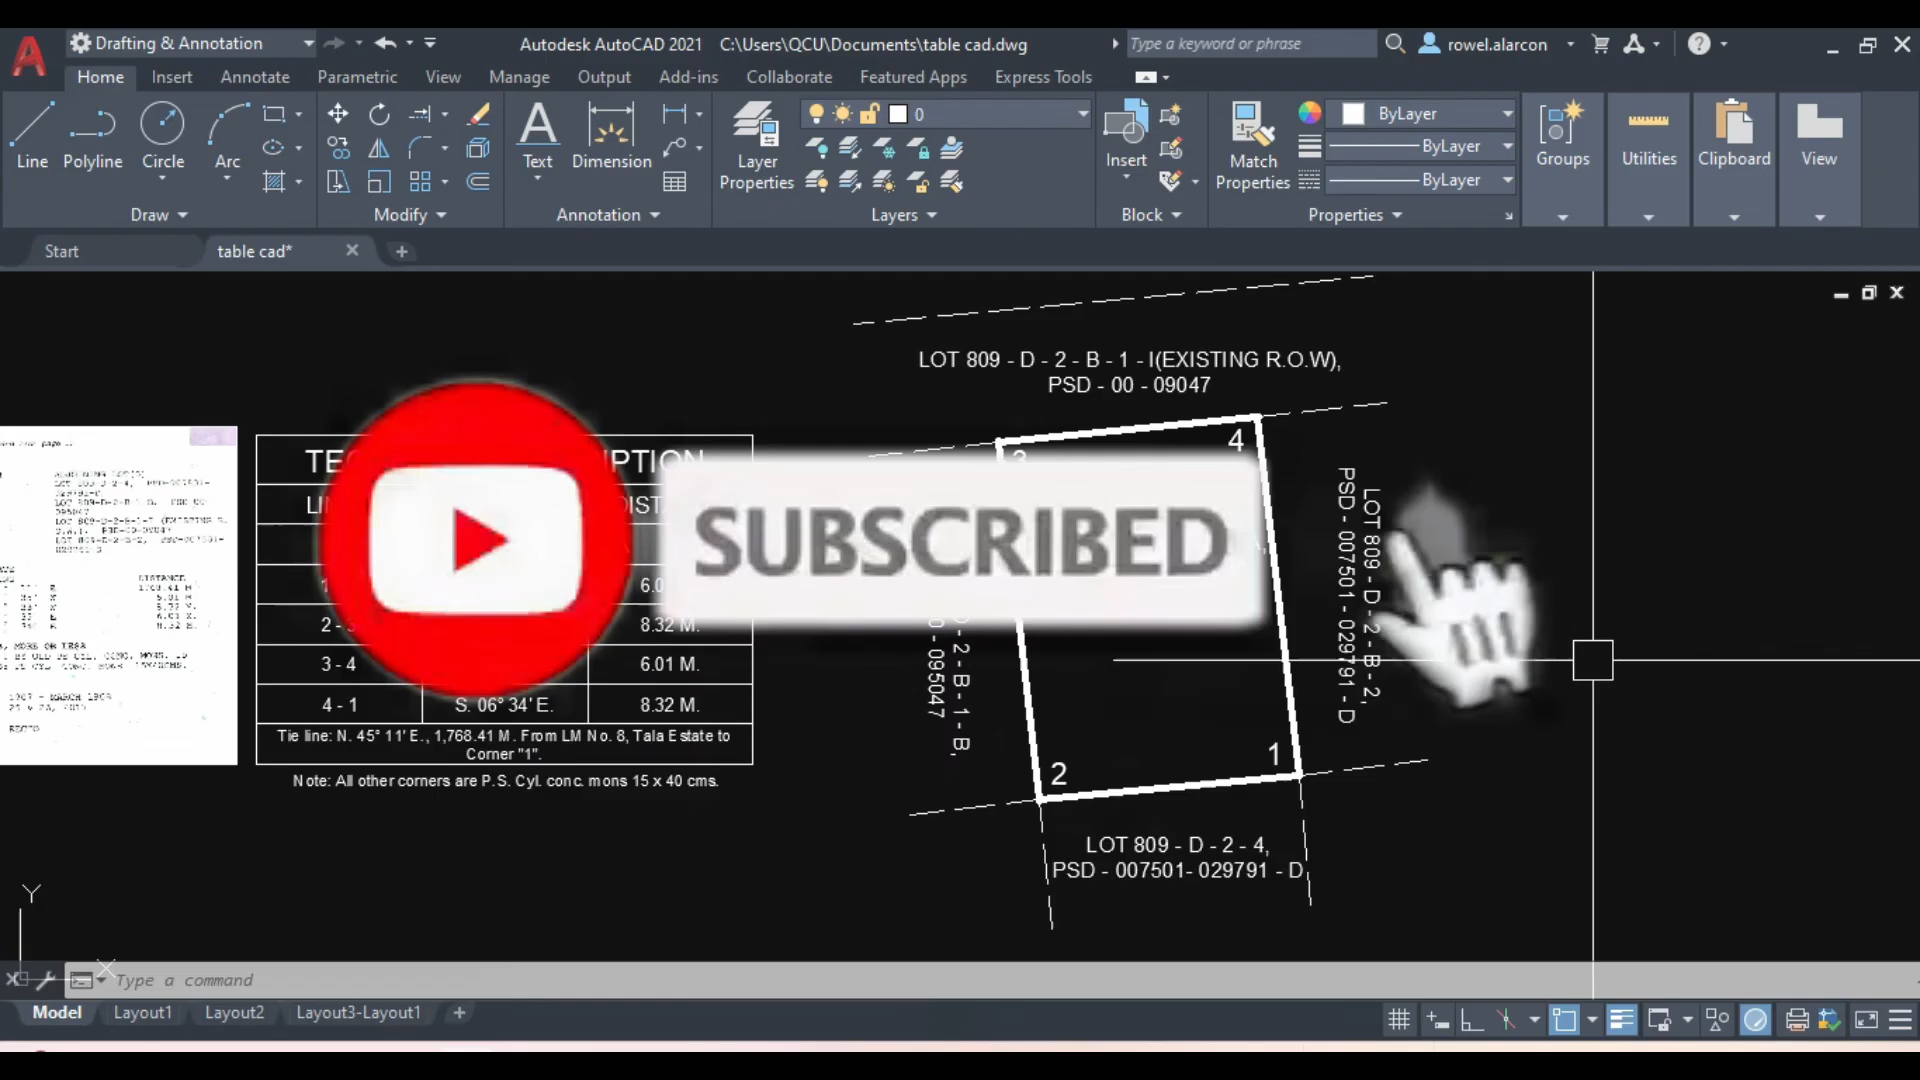 Drafting & Annotation
Autodesk AutoCAD 2021 C:\Users\QCU\Documents\table cad.dwg
Type a keyword or phrase
rowel.alarcon
Home Insert Annotate Parametric View Manage Output Add-ins Collaborate Featured Apps Express Tools
Line Polyline Circle Arc
Text Dimension
Layer Properties
0
Insert
Match Properties
ByLayer
ByLayer
ByLayer
Groups Utilities Clipboard View
Draw Modify Annotation Layers Block Properties
Start table cad*
LOT 809 - D - 2 - B - 1 - I(EXISTING R.O.W),
PSD - 00 - 09047
4
3
SUBSCRIBED
8.32 M.
3 - 4 6.01 M.
4 - 1 S. 06° 34' E. 8.32 M.
Tie line: N. 45° 11' E., 1,768.41 M. From LM No. 8, Tala Estate to
Corner "1".
Note: All other corners are P.S. Cyl. conc. mons 15 x 40 cms.
DISTANCE
LOT 809 - D - 2 - B - 2,
PSD - 007501 - 029791 - D
- 2 - B - 1 - B,
- 095047
2
1
LOT 809 - D - 2 - 4,
PSD - 007501- 029791 - D
Y
X
Type a command
Model Layout1 Layout2 Layout3-Layout1